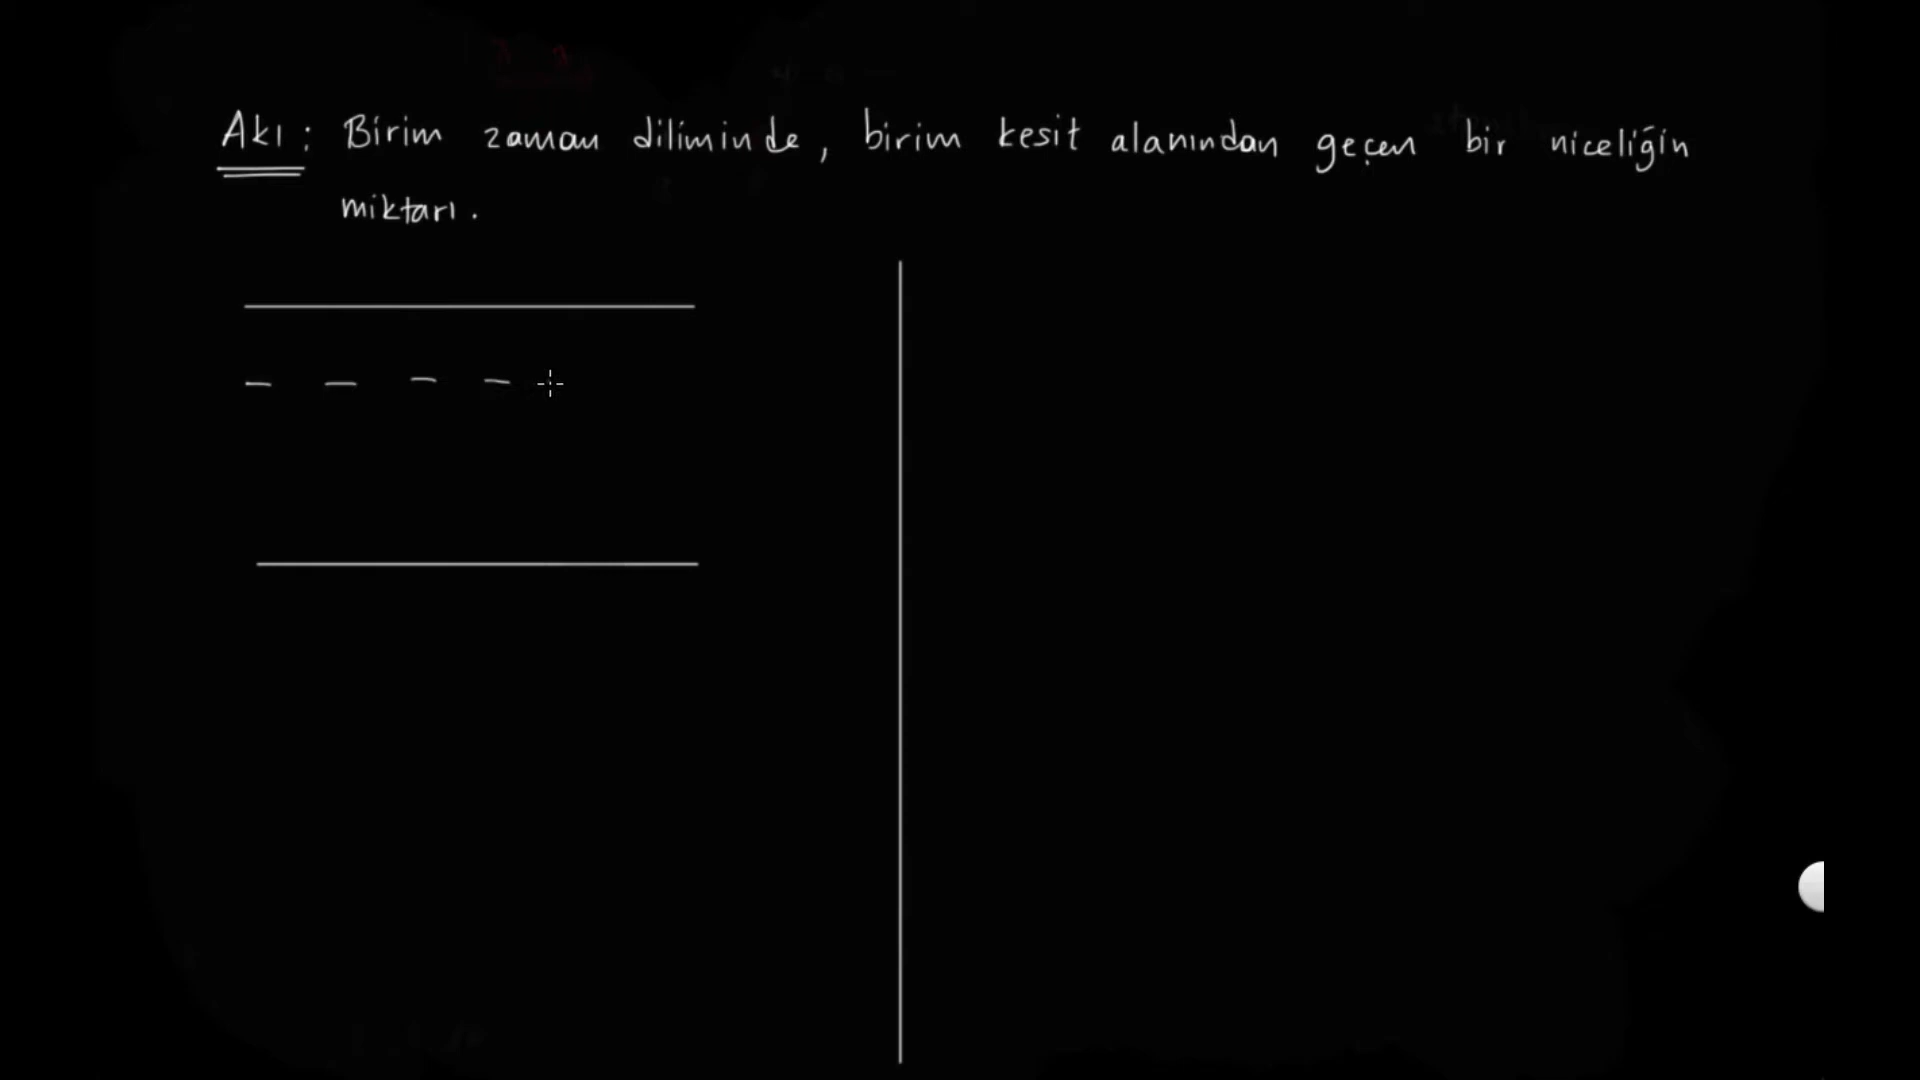 Akı: Birim zaman diliminde, birim kesit alanından geçen bir niceliğin
miktarı.